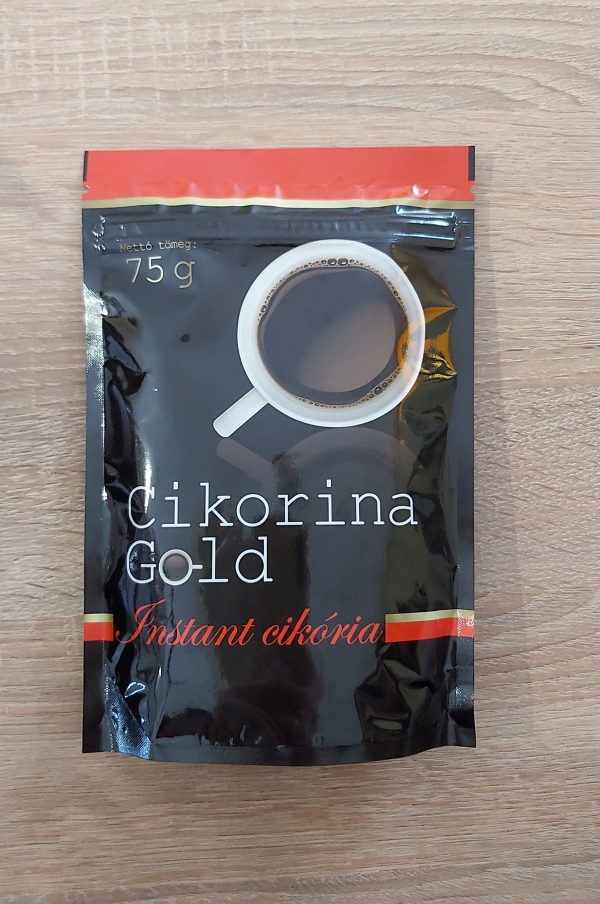 Nettó tömeg:
75 g
Cikorina
Gold
Instant cikória